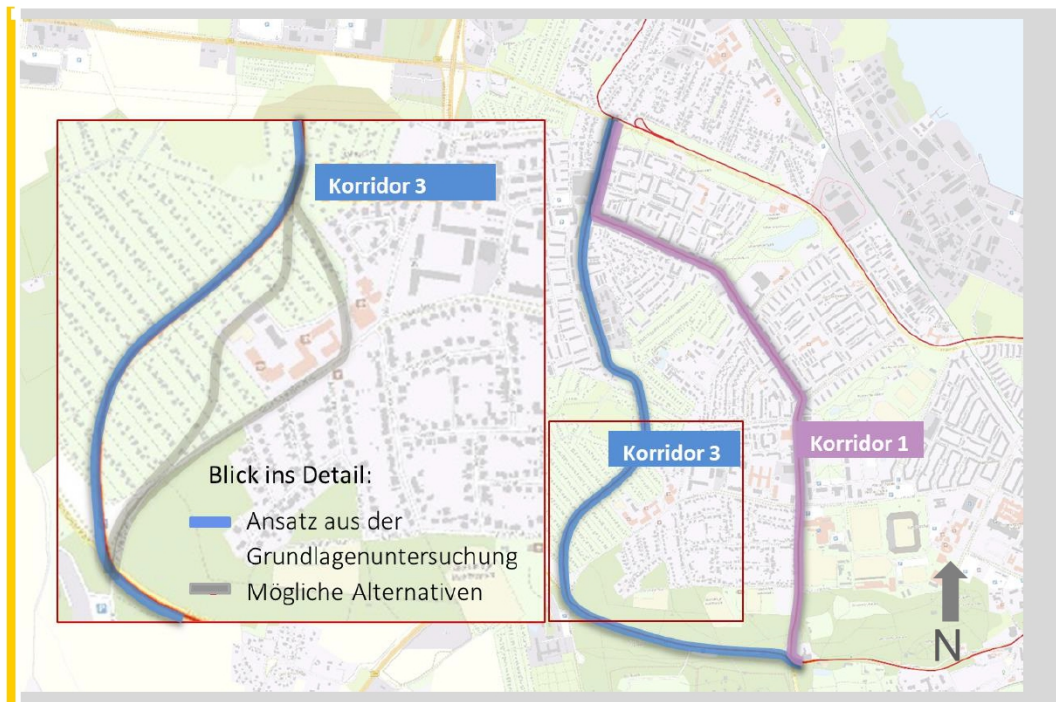 Korridor 3
Korridor 3
Korridor 1
Blick ins Detail:
Ansatz aus der
Grundlagenuntersuchung
Mögliche Alternativen
N